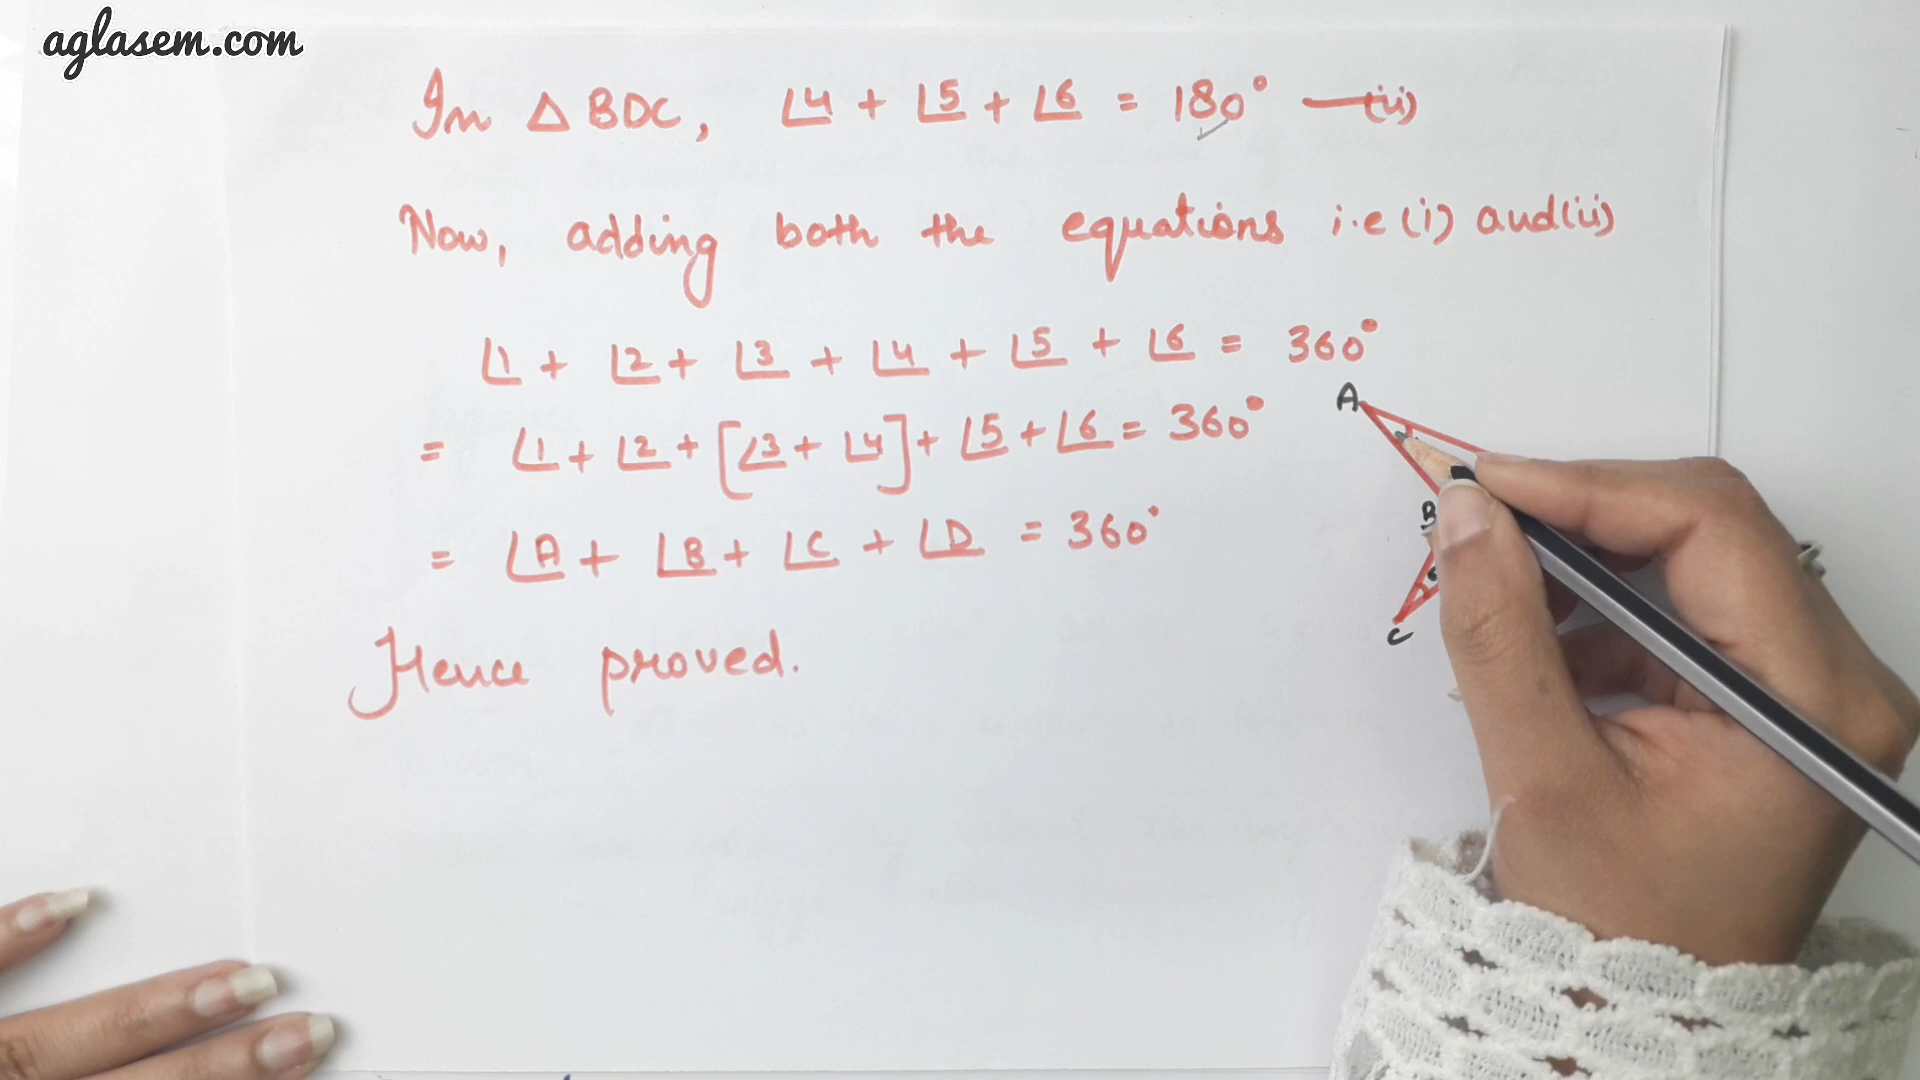 aglasem.com
In △ BDC, ∠4 + ∠5 + ∠6 = 180° —(ii)
Now, adding both the equations i.e (i) and (ii)
∠1 + ∠2 + ∠3 + ∠4 + ∠5 + ∠6 = 360°
= ∠1 + ∠2 + [∠3 + ∠4] + ∠5 + ∠6 = 360°
= ∠A + ∠B + ∠C + ∠D = 360°
Hence proved.
A
B
C